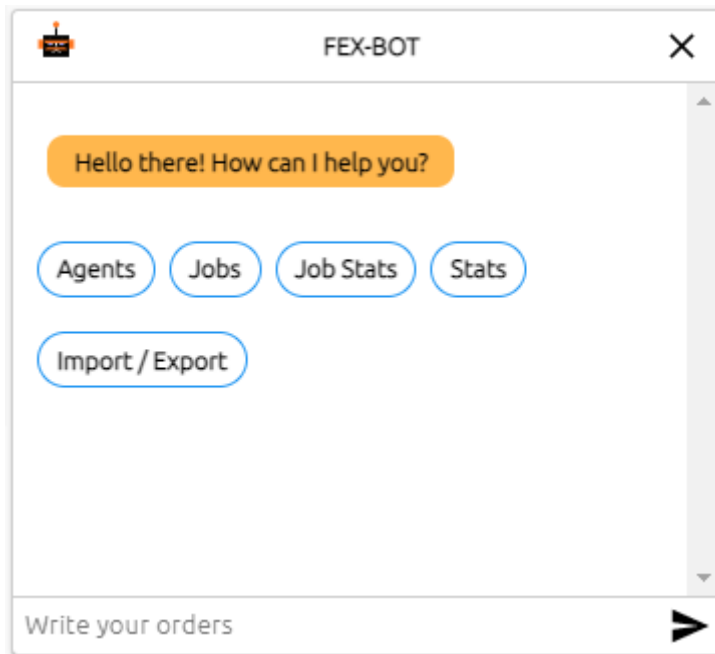 FEX-BOT
Hello there! How can I help you?
Agents Jobs Job Stats Stats
Import / Export
Write your orders